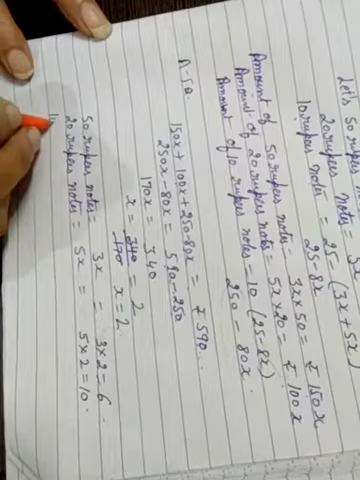 Let's 50 rupees
20 rupees notes = 5
10 rupees notes = 25 - (3x + 5x)
25 - 8x
Amount of 50 rupees notes = 3x × 50 = ₹ 150x
Amount of 20 rupees notes = 5x × 20 = ₹ 100x
Amount of 10 rupees notes = 10 (25 - 8x)
250 - 80x.
A.T.Q.
150x + 100x + 250 - 80x = ₹ 590.
250x - 80x = 590 - 250
170x = 340
x = 340/170 = 2
x = 2.
50 rupees notes = 3x = 3 × 2 = 6.
20 rupees notes = 5x = 5 × 2 = 10.